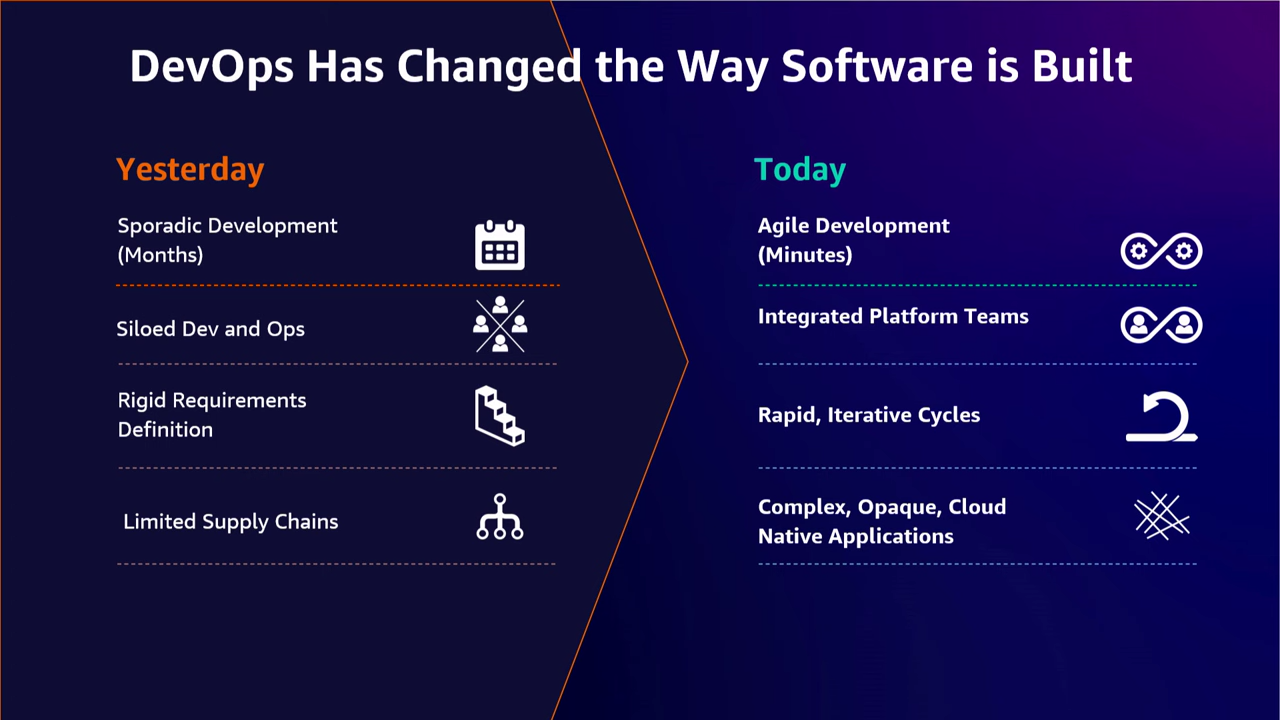 DevOps Has Changed the Way Software is Built
Yesterday
Sporadic Development
(Months)
Siloed Dev and Ops
Rigid Requirements
Definition
Limited Supply Chains
Today
Agile Development
(Minutes)
Integrated Platform Teams
Rapid, Iterative Cycles
Complex, Opaque, Cloud
Native Applications